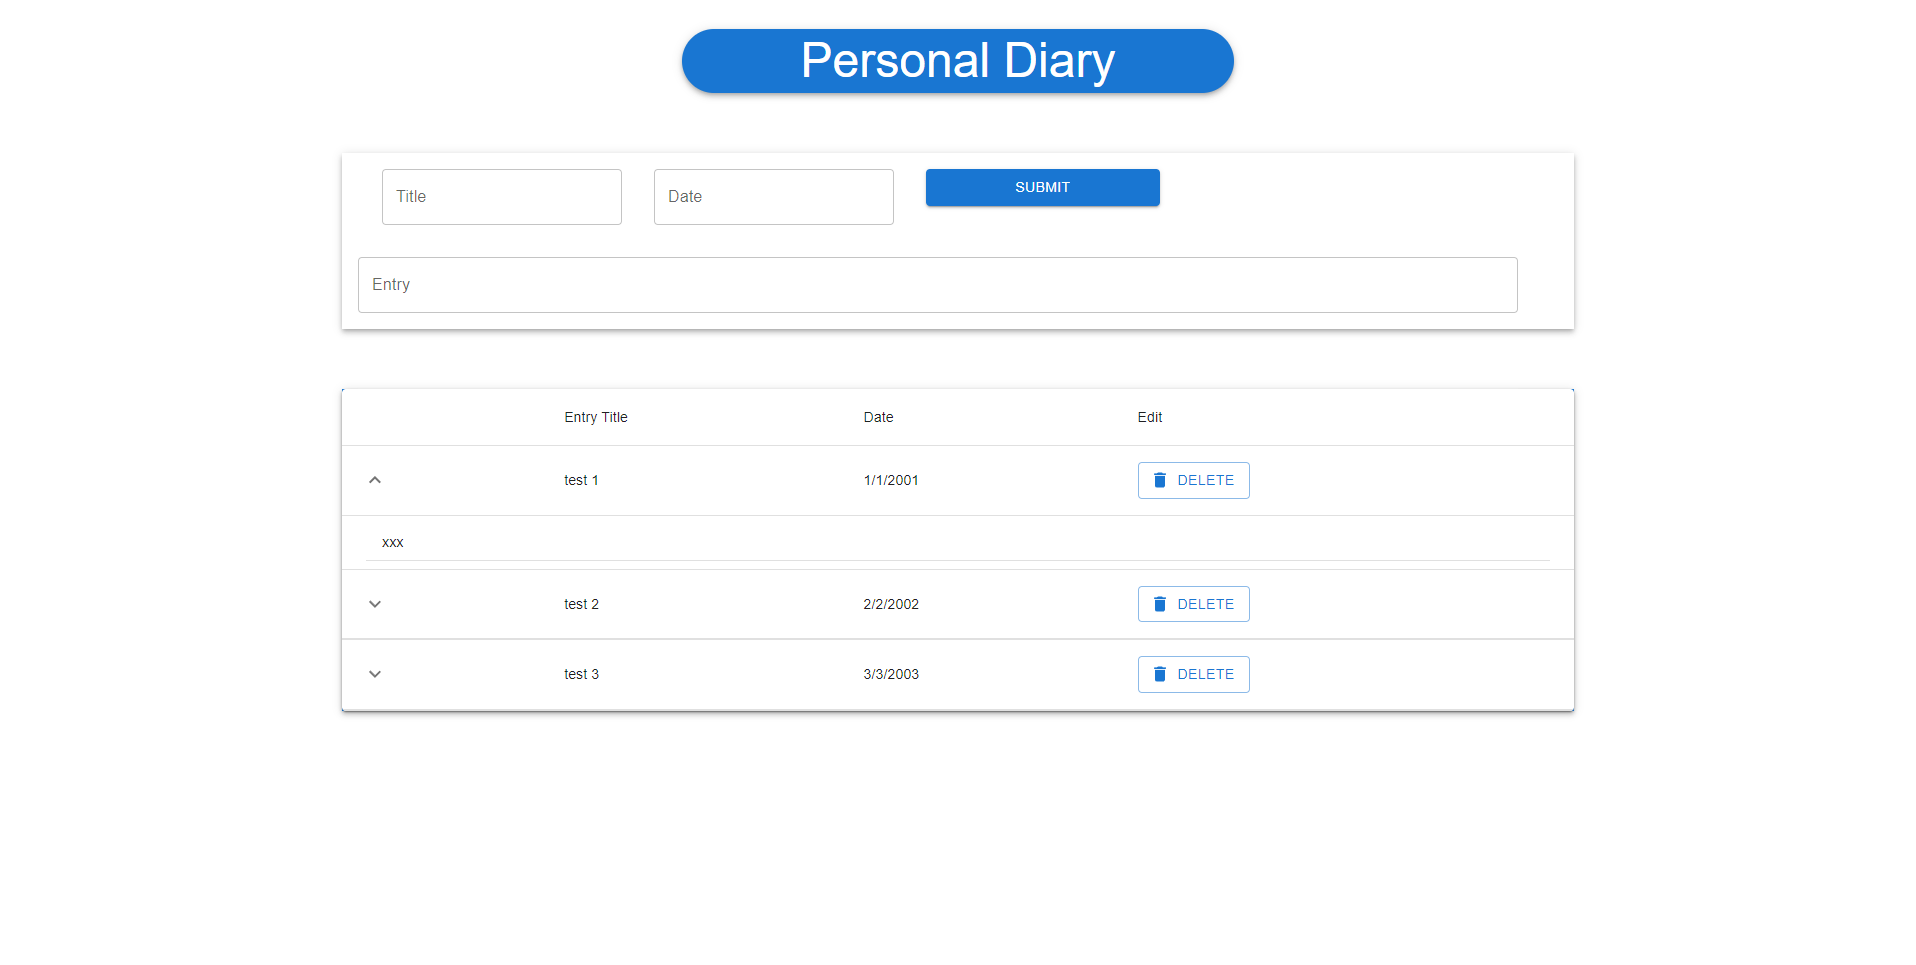 Personal Diary
Title Date SUBMIT
Entry
Entry Title Date Edit
test 1 1/1/2001 DELETE
xxx
test 2 2/2/2002 DELETE
test 3 3/3/2003 DELETE